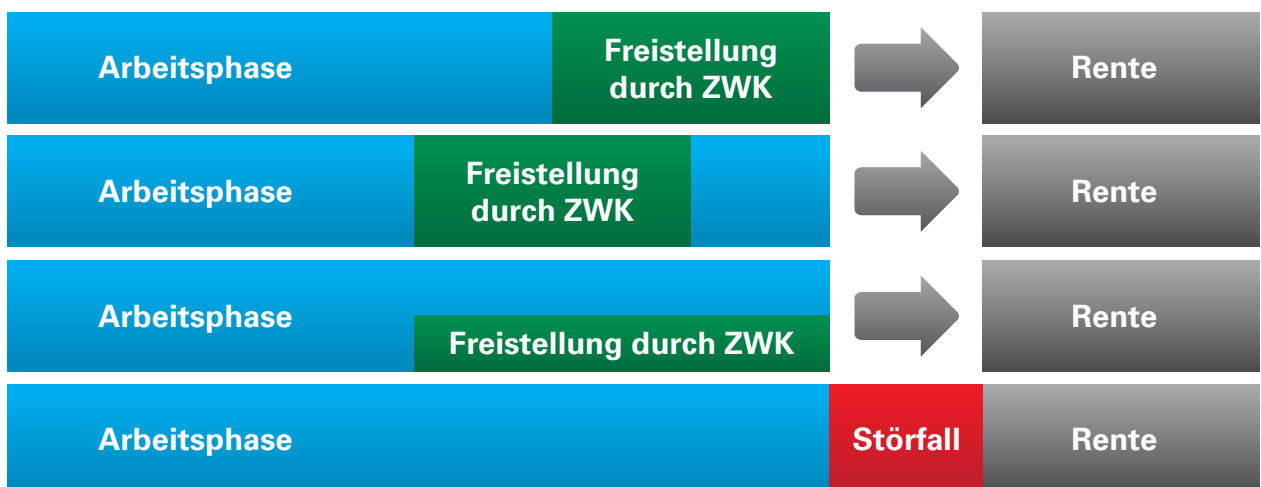 Arbeitsphase
Freistellung
durch ZWK
Rente
Arbeitsphase
Freistellung
durch ZWK
Rente
Arbeitsphase
Freistellung durch ZWK
Rente
Arbeitsphase
Störfall
Rente